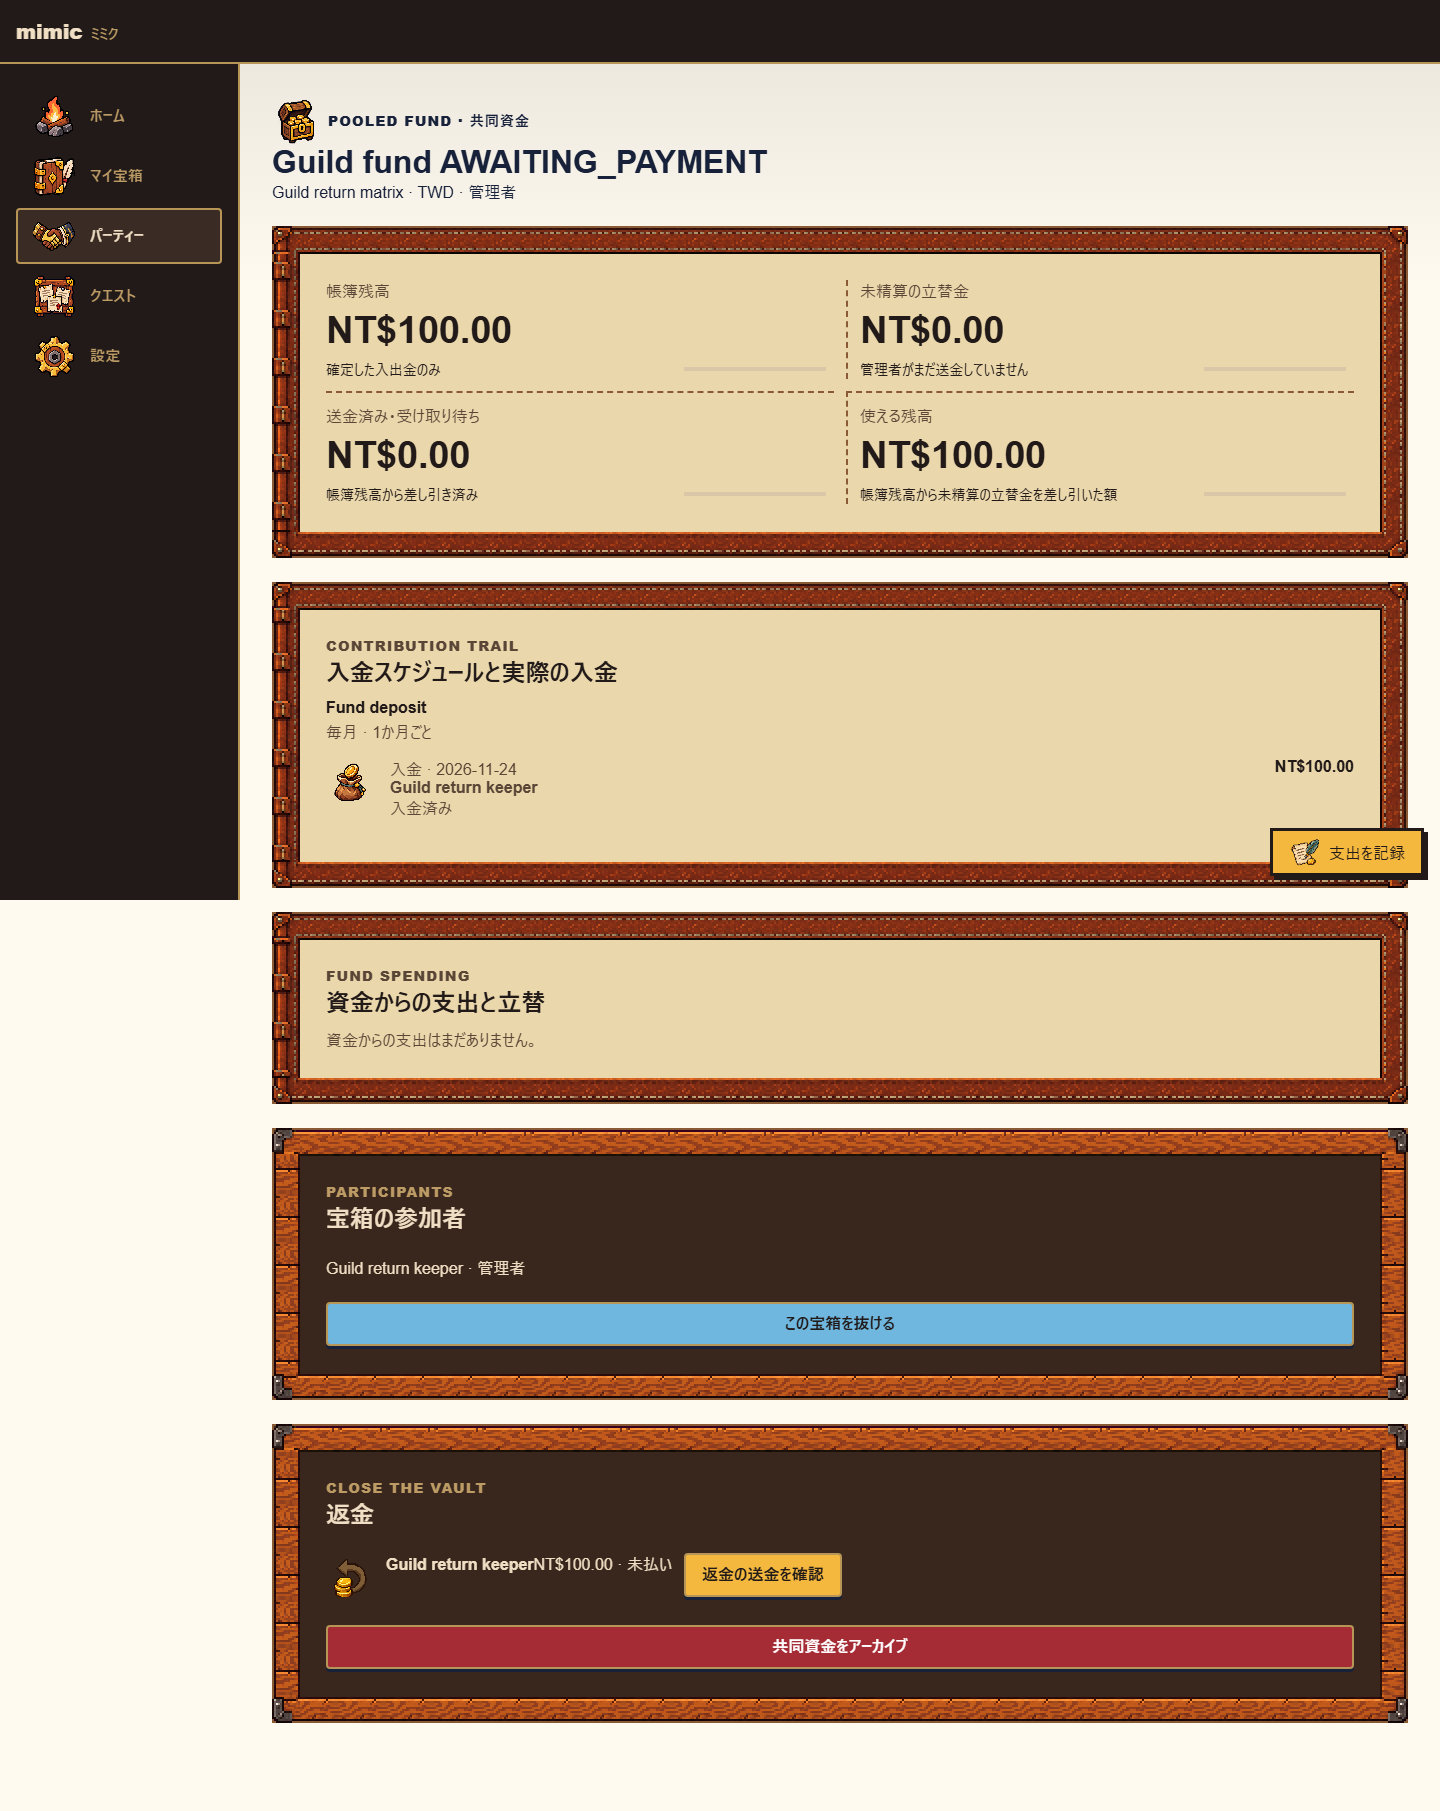 mimic ミミク
ホーム
マイ宝箱
パーティー
クエスト
設定
POOLED FUND・共同資金
Guild fund AWAITING_PAYMENT
Guild return matrix · TWD · 管理者
帳簿残高
NT$100.00
確定した入出金のみ
未精算の立替金
NT$0.00
管理者がまだ送金していません
送金済み・受け取り待ち
NT$0.00
帳簿残高から差し引き済み
使える残高
NT$100.00
帳簿残高から未精算の立替金を差し引いた額
CONTRIBUTION TRAIL
入金スケジュールと実際の入金
Fund deposit
毎月 · 1か月ごと
入金 · 2026-11-24
NT$100.00
Guild return keeper
入金済み
支出を記録
FUND SPENDING
資金からの支出と立替
資金からの支出はまだありません。
PARTICIPANTS
宝箱の参加者
Guild return keeper · 管理者
この宝箱を抜ける
CLOSE THE VAULT
返金
Guild return keeperNT$100.00 · 未払い
返金の送金を確認
共同資金をアーカイブ